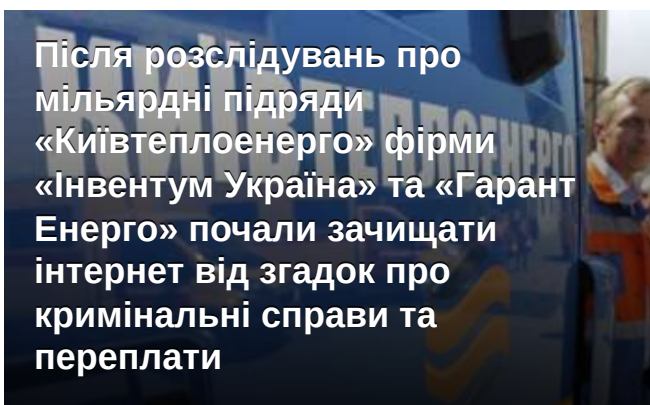 КИЇВТЕПЛОЕНЕРГО
Після розслідувань про
мільярдні підряди
«Київтеплоенерго» фірми
«Інвентум Україна» та «Гарант
Енерго» почали зачищати
інтернет від згадок про
кримінальні справи та
переплати